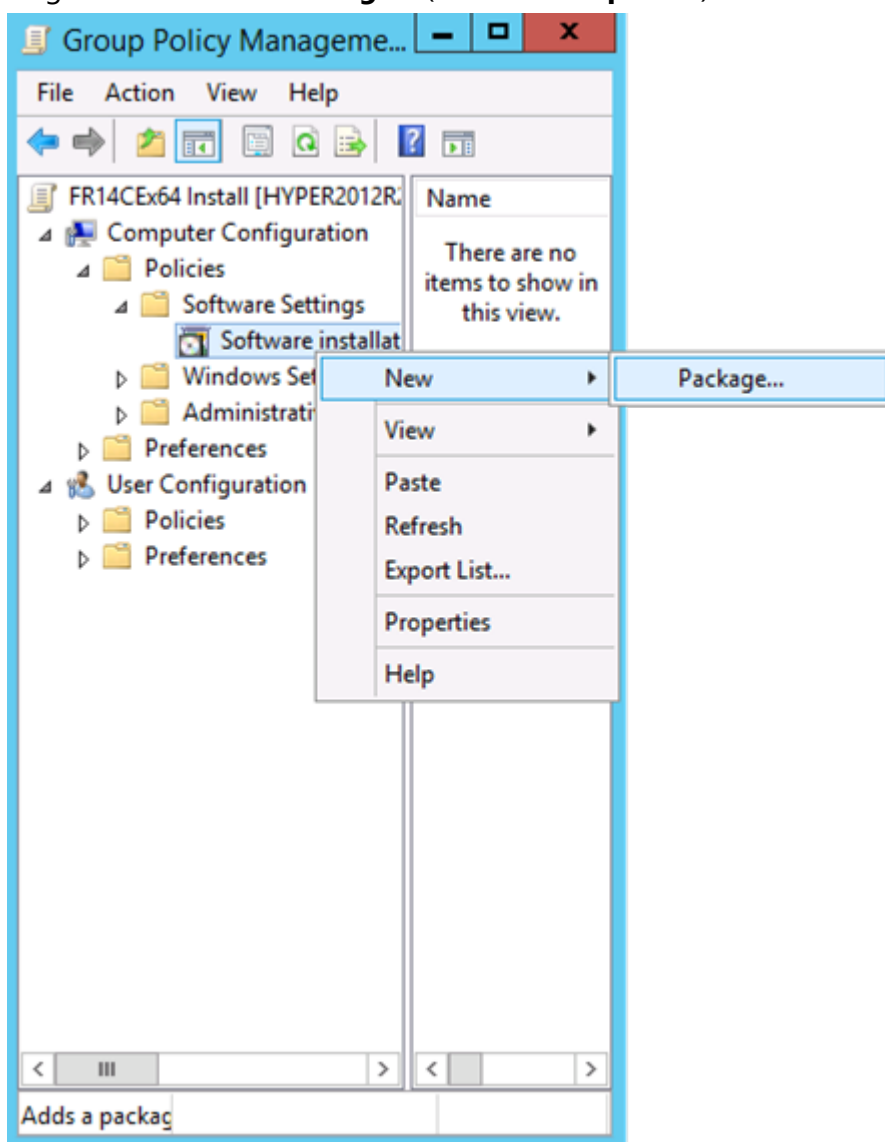 Group Policy Manageme...
File Action View Help
FR14CEx64 Install [HYPER2012R
Name
Computer Configuration
There are no
items to show in
this view.
Policies
Software Settings
Software installat
Windows Set
Administrati
Preferences
User Configuration
Policies
Preferences
New
Package...
View
Paste
Refresh
Export List...
Properties
Help
Adds a packag